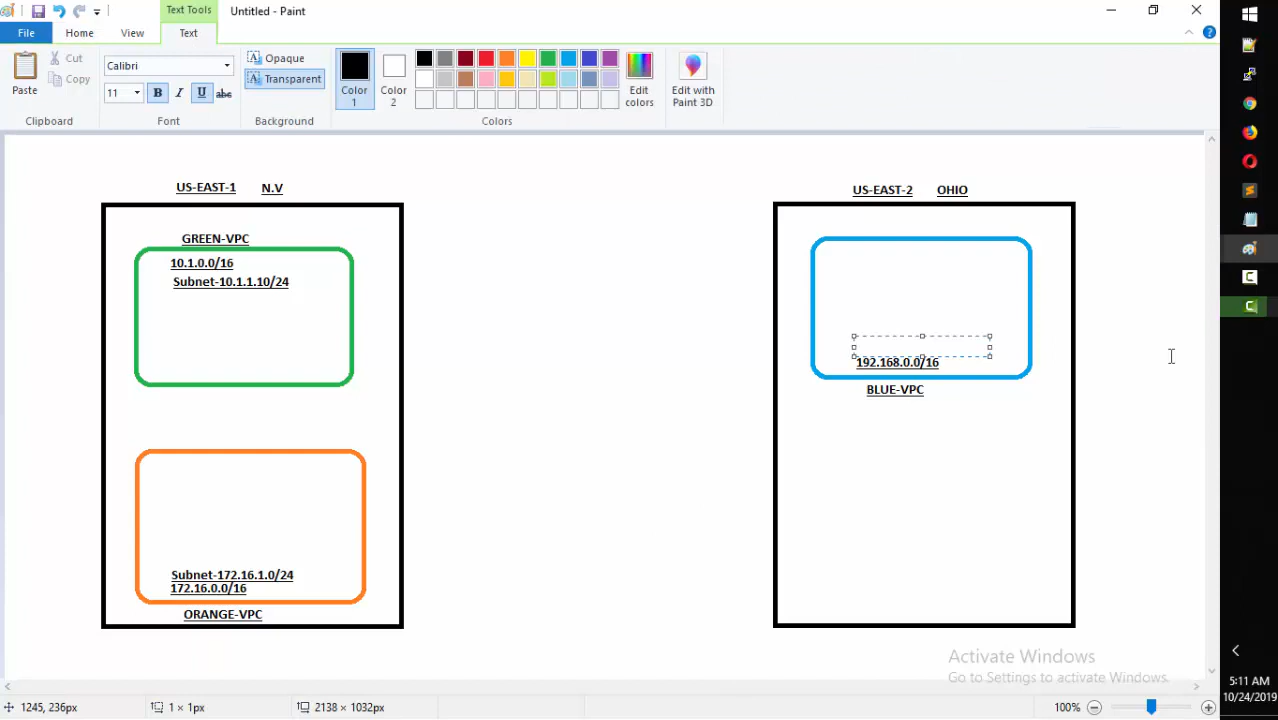 Text Tools
Untitled - Paint
File
Home
View
Text
Paste
Cut
Copy
Clipboard
Calibri
11
B
I
U
abc
Font
Opaque
Transparent
Background
Color 1
Color 2
Edit colors
Colors
Edit with Paint 3D
US-EAST-1 N.V
GREEN-VPC
10.1.0.0/16
Subnet-10.1.1.10/24
Subnet-172.16.1.0/24
172.16.0.0/16
ORANGE-VPC
US-EAST-2 OHIO
192.168.0.0/16
BLUE-VPC
Activate Windows
Go to Settings to activate Windows.
1245, 236px
1 × 1px
2138 × 1032px
100%
5:11 AM
10/24/2019